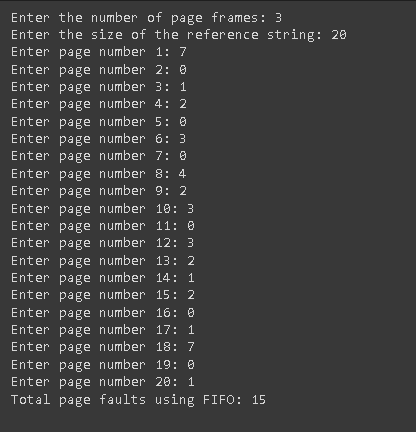 Enter the number of page frames: 3
Enter the size of the reference string: 20
Enter page number 1: 7
Enter page number 2: 0
Enter page number 3: 1
Enter page number 4: 2
Enter page number 5: 0
Enter page number 6: 3
Enter page number 7: 0
Enter page number 8: 4
Enter page number 9: 2
Enter page number 10: 3
Enter page number 11: 0
Enter page number 12: 3
Enter page number 13: 2
Enter page number 14: 1
Enter page number 15: 2
Enter page number 16: 0
Enter page number 17: 1
Enter page number 18: 7
Enter page number 19: 0
Enter page number 20: 1
Total page faults using FIFO: 15